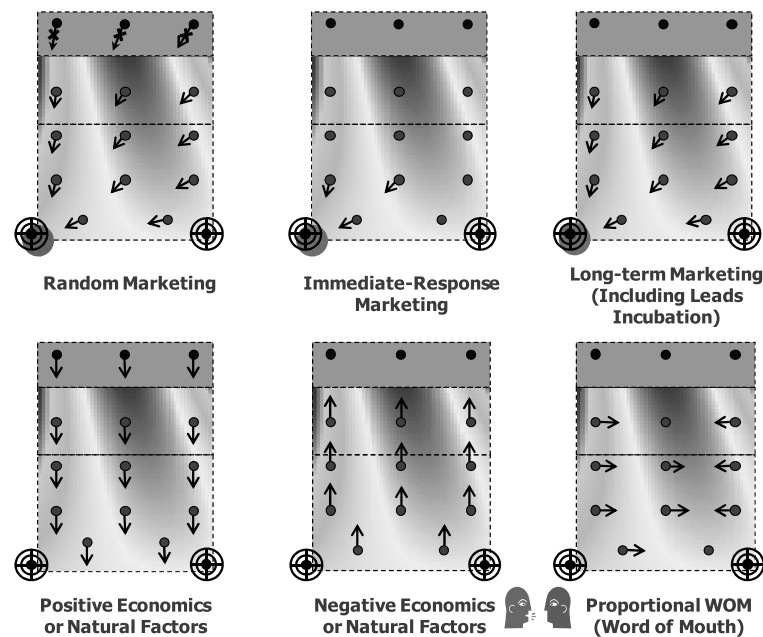 Random Marketing
Immediate-Response
Marketing
Long-term Marketing
(Including Leads
Incubation)
Positive Economics
or Natural Factors
Negative Economics
or Natural Factors
Proportional WOM
(Word of Mouth)